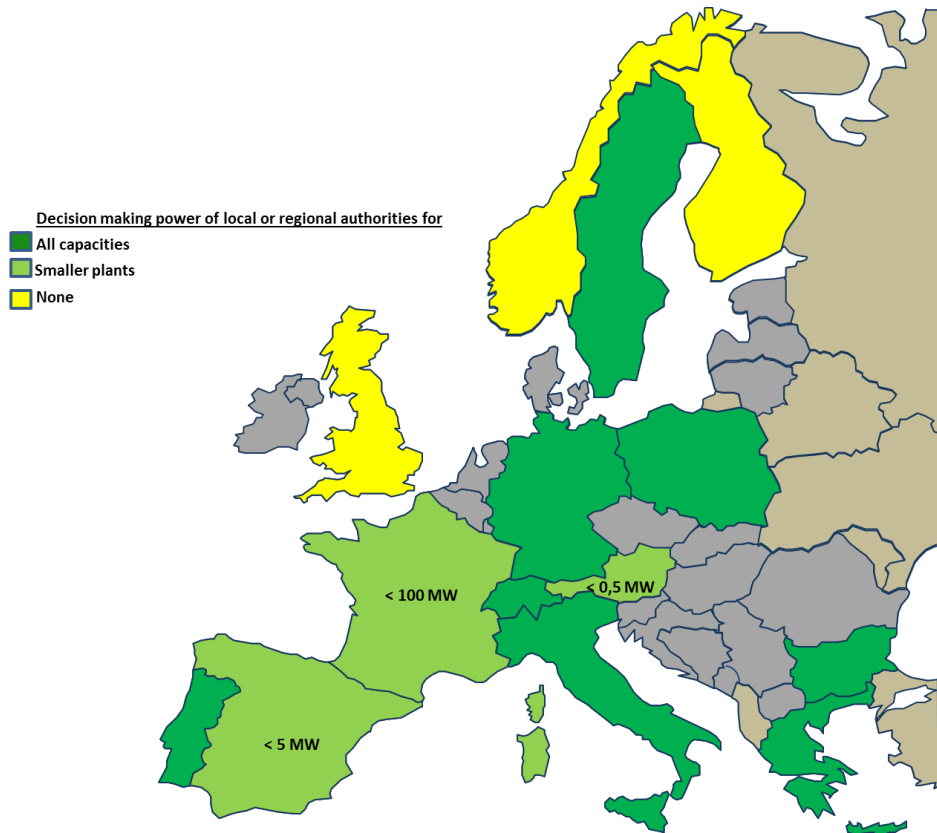 Decision making power of local or regional authorities for
All capacities
Smaller plants
None
< 100 MW
< 0,5 MW
< 5 MW